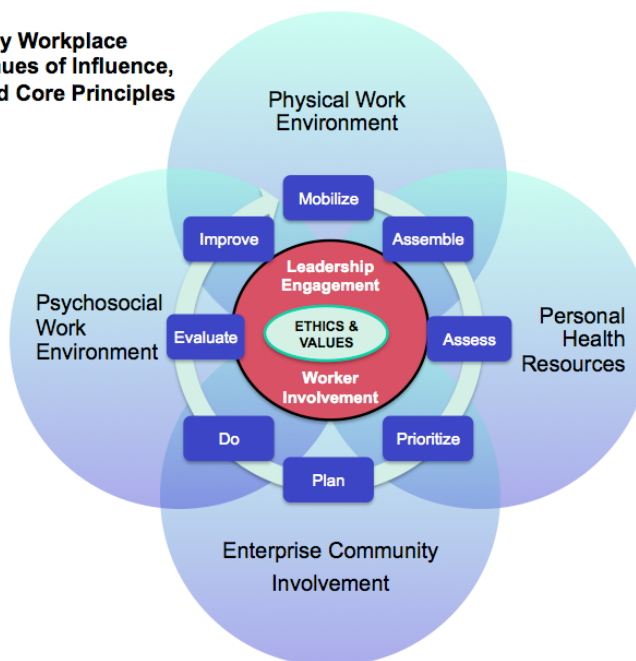 y Workplace
nues of Influence,
d Core Principles
Physical Work
Environment
Mobilize
Improve
Assemble
Leadership
Engagement
Psychosocial
Work
Environment
Evaluate
ETHICS &
VALUES
Assess
Personal
Health
Resources
Worker
Involvement
Do
Prioritize
Plan
Enterprise Community
Involvement